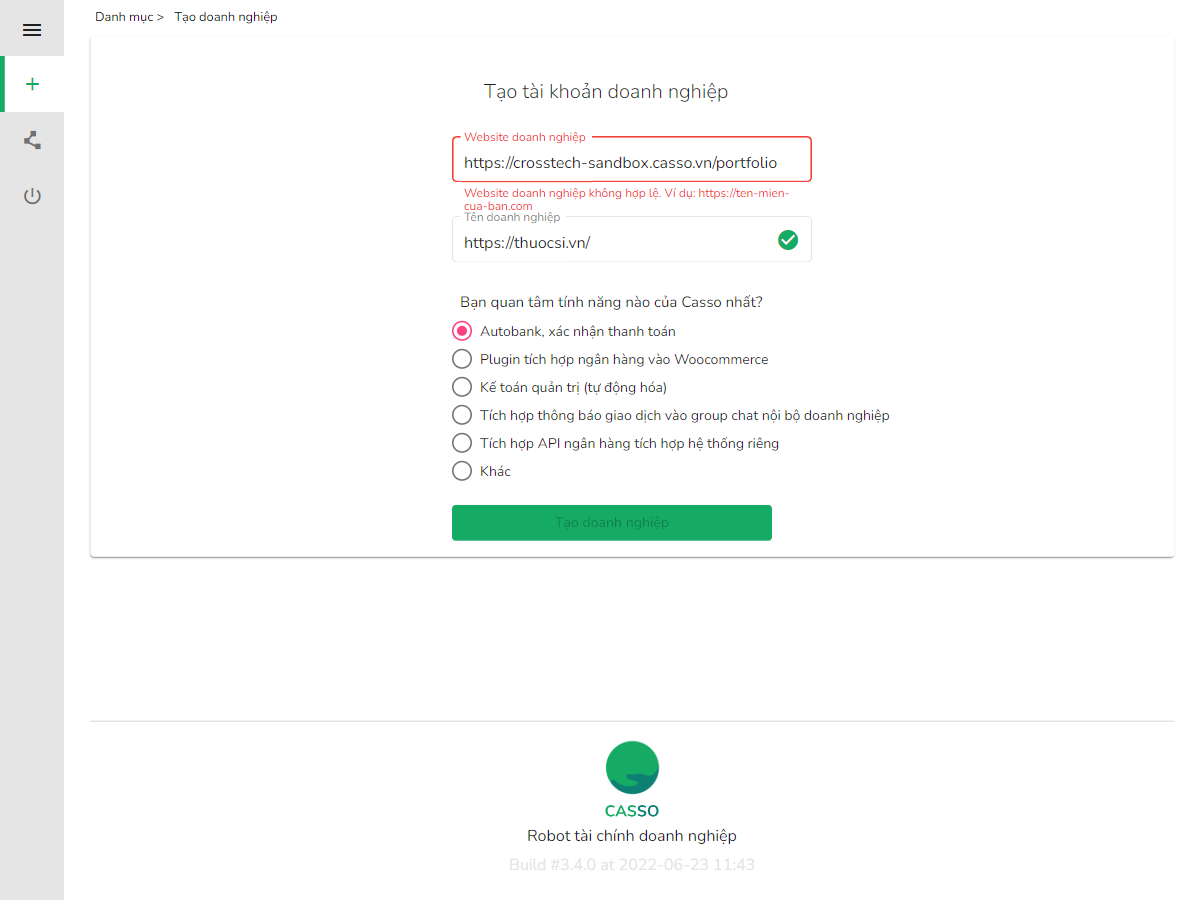 Danh mục > Tạo doanh nghiệp
Tạo tài khoản doanh nghiệp
Website doanh nghiệp
https://crosstech-sandbox.casso.vn/portfolio
Website doanh nghiệp không hợp lệ. Ví dụ: https://ten-mien-
cua-ban.com
Tên doanh nghiệp
https://thuocsi.vn/
Bạn quan tâm tính năng nào của Casso nhất?
Autobank, xác nhận thanh toán
Plugin tích hợp ngân hàng vào Woocommerce
Kế toán quản trị (tự động hóa)
Tích hợp thông báo giao dịch vào group chat nội bộ doanh nghiệp
Tích hợp API ngân hàng tích hợp hệ thống riêng
Khác
Tạo doanh nghiệp
CASSO
Robot tài chính doanh nghiệp
Build #3.4.0 at 2022-06-23 11:43